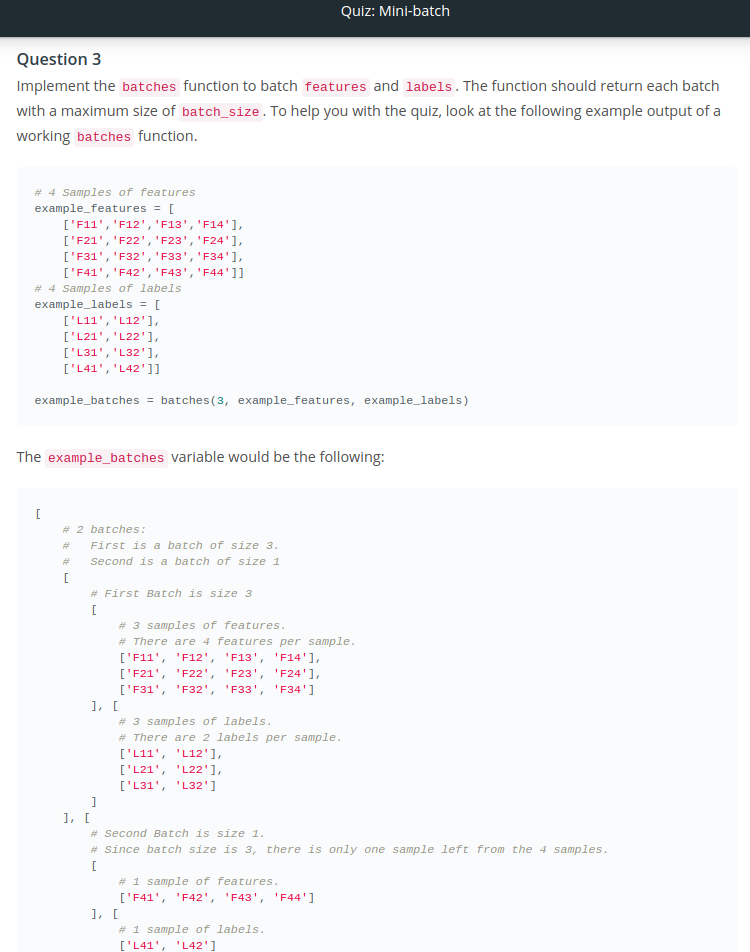 Quiz: Mini-batch
Question 3
Implement the batches function to batch features and labels. The function should return each batch
with a maximum size of batch_size. To help you with the quiz, look at the following example output of a
working batches function.
# 4 Samples of features
example_features = [
    ['F11','F12','F13','F14'],
    ['F21','F22','F23','F24'],
    ['F31','F32','F33','F34'],
    ['F41','F42','F43','F44']]
# 4 Samples of labels
example_labels = [
    ['L11','L12'],
    ['L21','L22'],
    ['L31','L32'],
    ['L41','L42']]
example_batches = batches(3, example_features, example_labels)
The example_batches variable would be the following:
[
    # 2 batches:
    #   First is a batch of size 3.
    #   Second is a batch of size 1
    [
        # First Batch is size 3
        [
            # 3 samples of features.
            # There are 4 features per sample.
            ['F11', 'F12', 'F13', 'F14'],
            ['F21', 'F22', 'F23', 'F24'],
            ['F31', 'F32', 'F33', 'F34']
        ], [
            # 3 samples of labels.
            # There are 2 labels per sample.
            ['L11', 'L12'],
            ['L21', 'L22'],
            ['L31', 'L32']
        ]
    ], [
        # Second Batch is size 1.
        # Since batch size is 3, there is only one sample left from the 4 samples.
        [
            # 1 sample of features.
            ['F41', 'F42', 'F43', 'F44']
        ], [
            # 1 sample of labels.
            ['L41', 'L42']